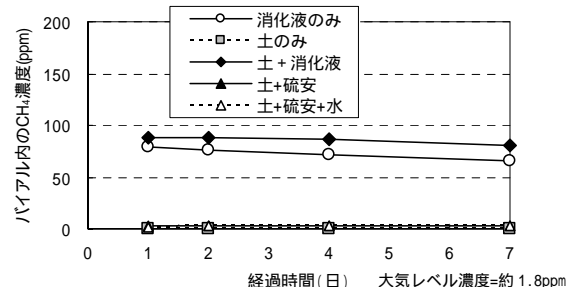 バイアル内のCH₄濃度(ppm)
200
150
100
50
0
消化液のみ
土のみ
土+消化液
土+硫安
土+硫安+水
0 1 2 3 4 5 6 7
経過時間(日) 大気レベル濃度=約1.8ppm